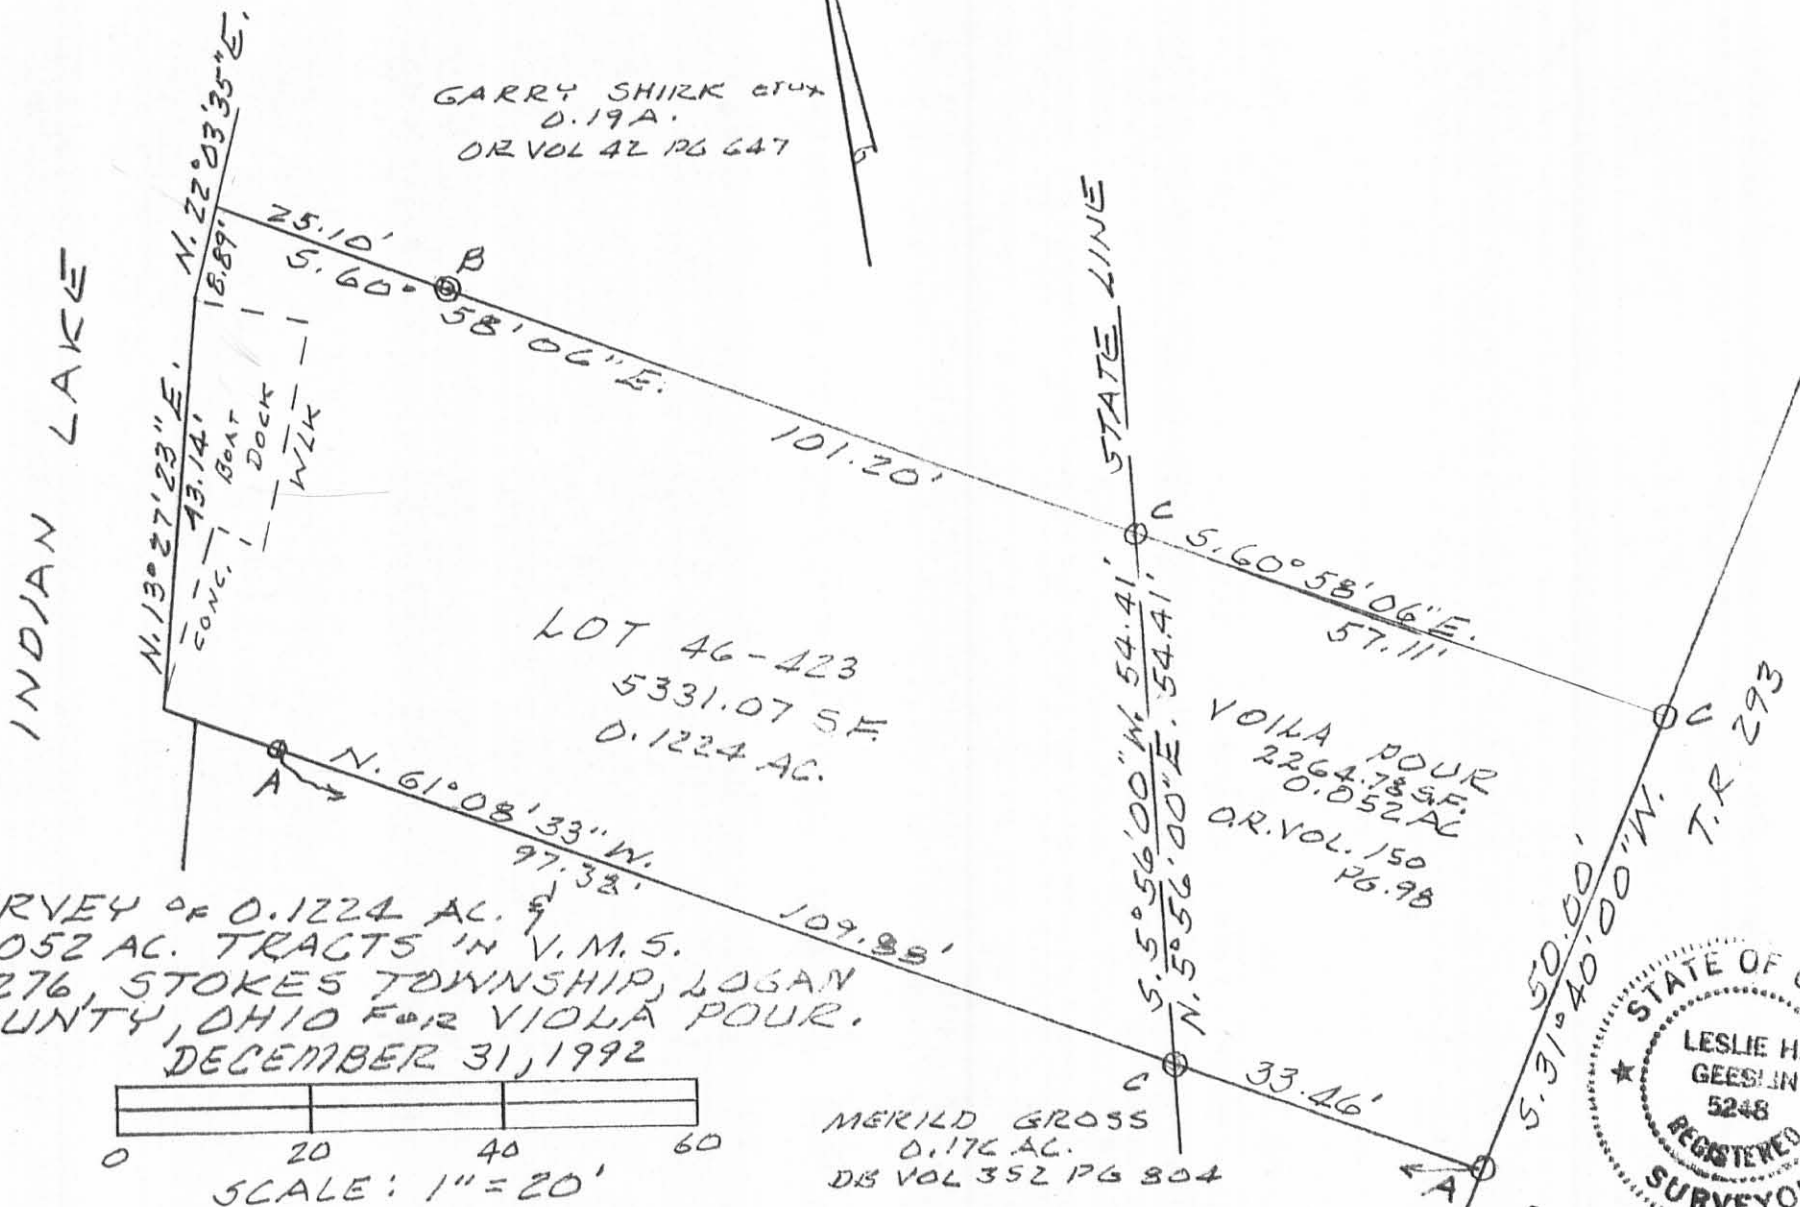 GARRY SHIRK etux
0.19A.
OR VOL 42 PG 647
N. 22°03'35"E.
18.89'
25.10'
S. 60°
B
58'06"E.
101.20'
INDIAN LAKE
N. 13°27'23"E.
43.14'
CONC.
BOAT
DOCK
WLK
STATE LINE
C
S. 60°58'06"E.
57.11'
C
T.R. 293
LOT 46-423
5331.07 S.F.
0.1224 AC.
S. 5°56'00"W. 54.41'
N. 5°56'00"E. 54.41'
VOILA POUR
2264.78 S.F.
0.052 AC
O.R. VOL. 150
PG. 98
A
N. 61°08'33"W.
97.38'
109.88'
C
33.46'
A
50.00'
S. 31°40'00"W.
RVEY OF 0.1224 AC. &
052 AC. TRACTS IN V.M.S.
276, STOKES TOWNSHIP, LOGAN
UNTY, OHIO FOR VIOLA POUR.
DECEMBER 31, 1992
0 20 40 60
SCALE: 1"=20'
MERILD GROSS
0.176 AC.
DB VOL 352 PG 804
STATE OF
LESLIE H.
GEESLIN
5248
REGISTERED
SURVEYO